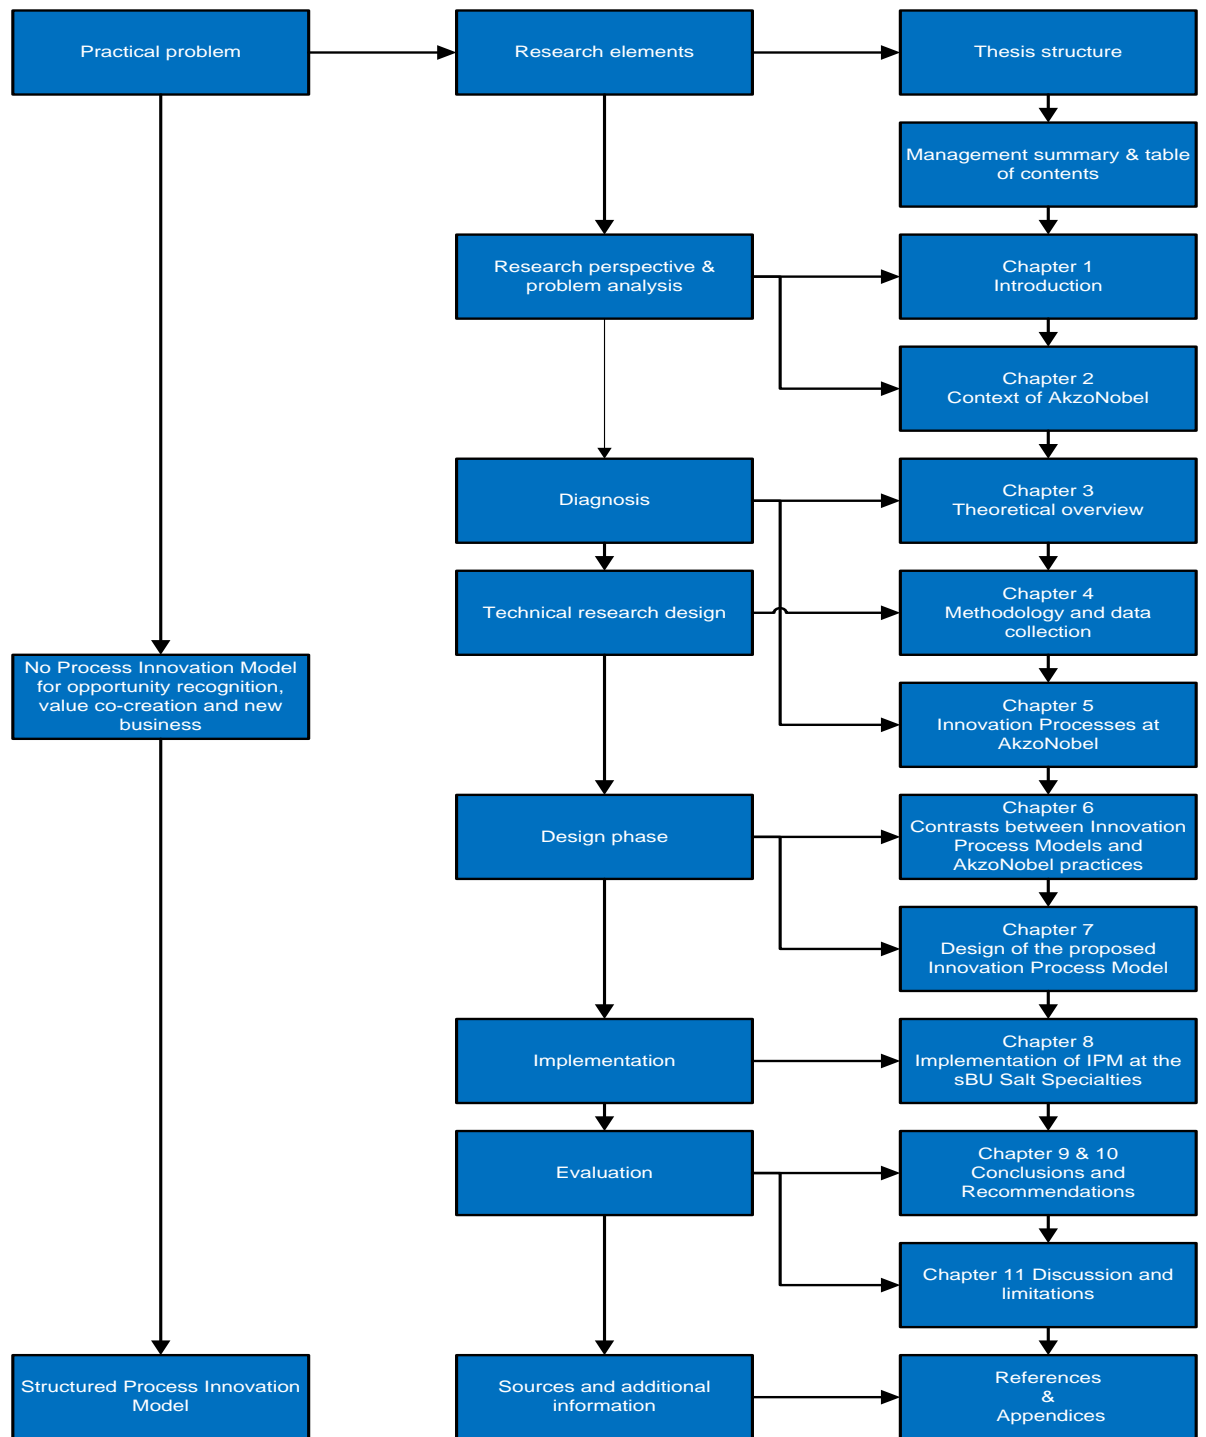 Practical problem
Research elements
Thesis structure
Management summary & table
of contents
Research perspective &
problem analysis
Chapter 1
Introduction
Chapter 2
Context of AkzoNobel
Diagnosis
Chapter 3
Theoretical overview
Technical research design
Chapter 4
Methodology and data
collection
No Process Innovation Model
for opportunity recognition,
value co-creation and new
business
Chapter 5
Innovation Processes at
AkzoNobel
Design phase
Chapter 6
Contrasts between Innovation
Process Models and
AkzoNobel practices
Chapter 7
Design of the proposed
Innovation Process Model
Implementation
Chapter 8
Implementation of IPM at the
sBU Salt Specialties
Evaluation
Chapter 9 & 10
Conclusions and
Recommendations
Chapter 11 Discussion and
limitations
Structured Process Innovation
Model
Sources and additional
information
References
&
Appendices